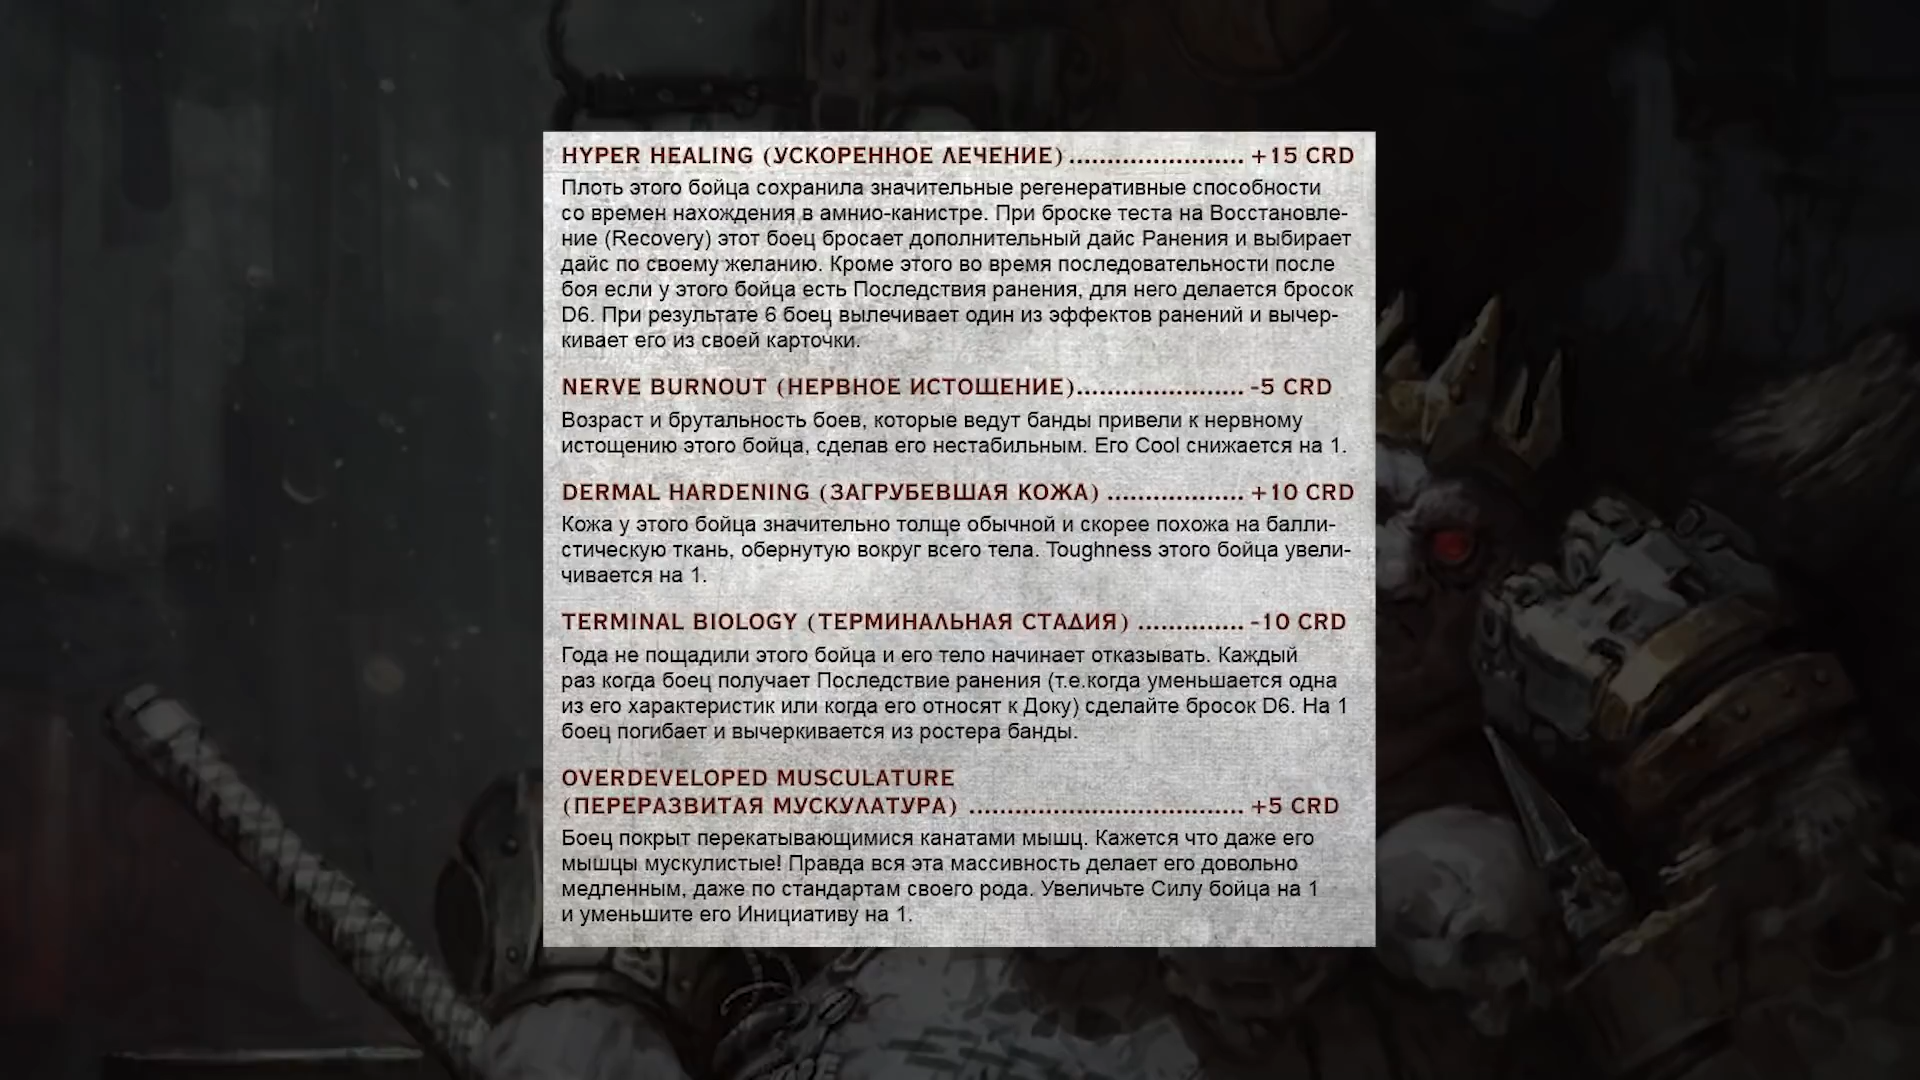 HYPER HEALING (УСКОРЕННОЕ ЛЕЧЕНИЕ)....................... +15 CRD
Плоть этого бойца сохранила значительные регенеративные способности
со времен нахождения в амнио-канистре. При броске теста на Восстановле-
ние (Recovery) этот боец бросает дополнительный дайс Ранения и выбирает
дайс по своему желанию. Кроме этого во время последовательности после
боя если у этого бойца есть Последствия ранения, для него делается бросок
D6. При результате 6 боец вылечивает один из эффектов ранений и вычер-
кивает его из своей карточки.
NERVE BURNOUT (НЕРВНОЕ ИСТОЩЕНИЕ)...................... -5 CRD
Возраст и брутальность боев, которые ведут банды привели к нервному
истощению этого бойца, сделав его нестабильным. Его Cool снижается на 1.
DERMAL HARDENING (ЗАГРУБЕВШАЯ КОЖА) .................. +10 CRD
Кожа у этого бойца значительно толще обычной и скорее похожа на балли-
стическую ткань, обернутую вокруг всего тела. Toughness этого бойца увели-
чивается на 1.
TERMINAL BIOLOGY (ТЕРМИНАЛЬНАЯ СТАДИЯ) .............. -10 CRD
Года не пощадили этого бойца и его тело начинает отказывать. Каждый
раз когда боец получает Последствие ранения (т.е.когда уменьшается одна
из его характеристик или когда его относят к Доку) сделайте бросок D6. На 1
боец погибает и вычеркивается из ростера банды.
OVERDEVELOPED MUSCULATURE
(ПЕРЕРАЗВИТАЯ МУСКУЛАТУРА) .................................... +5 CRD
Боец покрыт перекатывающимися канатами мышц. Кажется что даже его
мышцы мускулистые! Правда вся эта массивность делает его довольно
медленным, даже по стандартам своего рода. Увеличьте Силу бойца на 1
и уменьшите его Инициативу на 1.